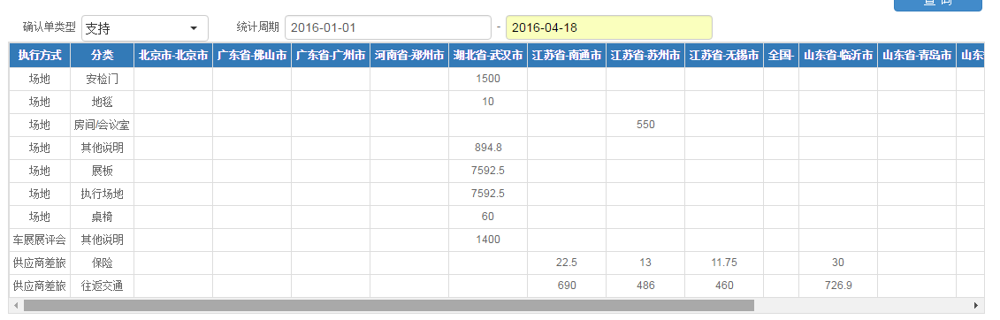 查 询
确认单类型 支持 统计周期 2016-01-01 - 2016-04-18
执行方式 分类 北京市-北京市 广东省-佛山市 广东省-广州市 河南省-郑州市 湖北省-武汉市 江苏省-南通市 江苏省-苏州市 江苏省-无锡市 全国- 山东省-临沂市 山东省-青岛市 山东
场地 安检门 1500
场地 地毯 10
场地 房间/会议室 550
场地 其他说明 894.8
场地 展板 7592.5
场地 执行场地 7592.5
场地 桌椅 60
车展展评会 其他说明 1400
供应商差旅 保险 22.5 13 11.75 30
供应商差旅 往返交通 690 486 460 726.9